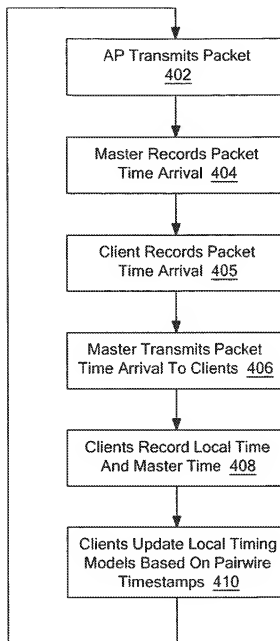 AP Transmits Packet
402
Master Records Packet
Time Arrival 404
Client Records Packet
Time Arrival 405
Master Transmits Packet
Time Arrival To Clients 406
Clients Record Local Time
And Master Time 408
Clients Update Local Timing
Models Based On Pairwire
Timestamps 410